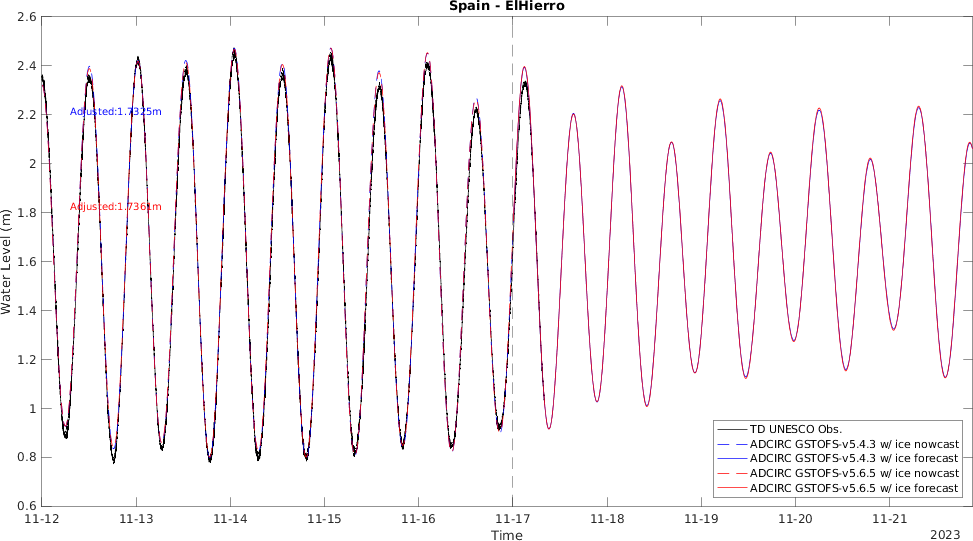 Spain - ElHierro
2.6
2.4
2.2
2
1.8
1.6
1.4
1.2
1
0.8
0.6
Water Level (m)
Adjusted:1.7325m
Adjusted:1.7361m
TD UNESCO Obs.
ADCIRC GSTOFS-v5.4.3 w/ ice nowcast
ADCIRC GSTOFS-v5.4.3 w/ ice forecast
ADCIRC GSTOFS-v5.6.5 w/ ice nowcast
ADCIRC GSTOFS-v5.6.5 w/ ice forecast
11-12 11-13 11-14 11-15 11-16 11-17 11-18 11-19 11-20 11-21
Time
2023